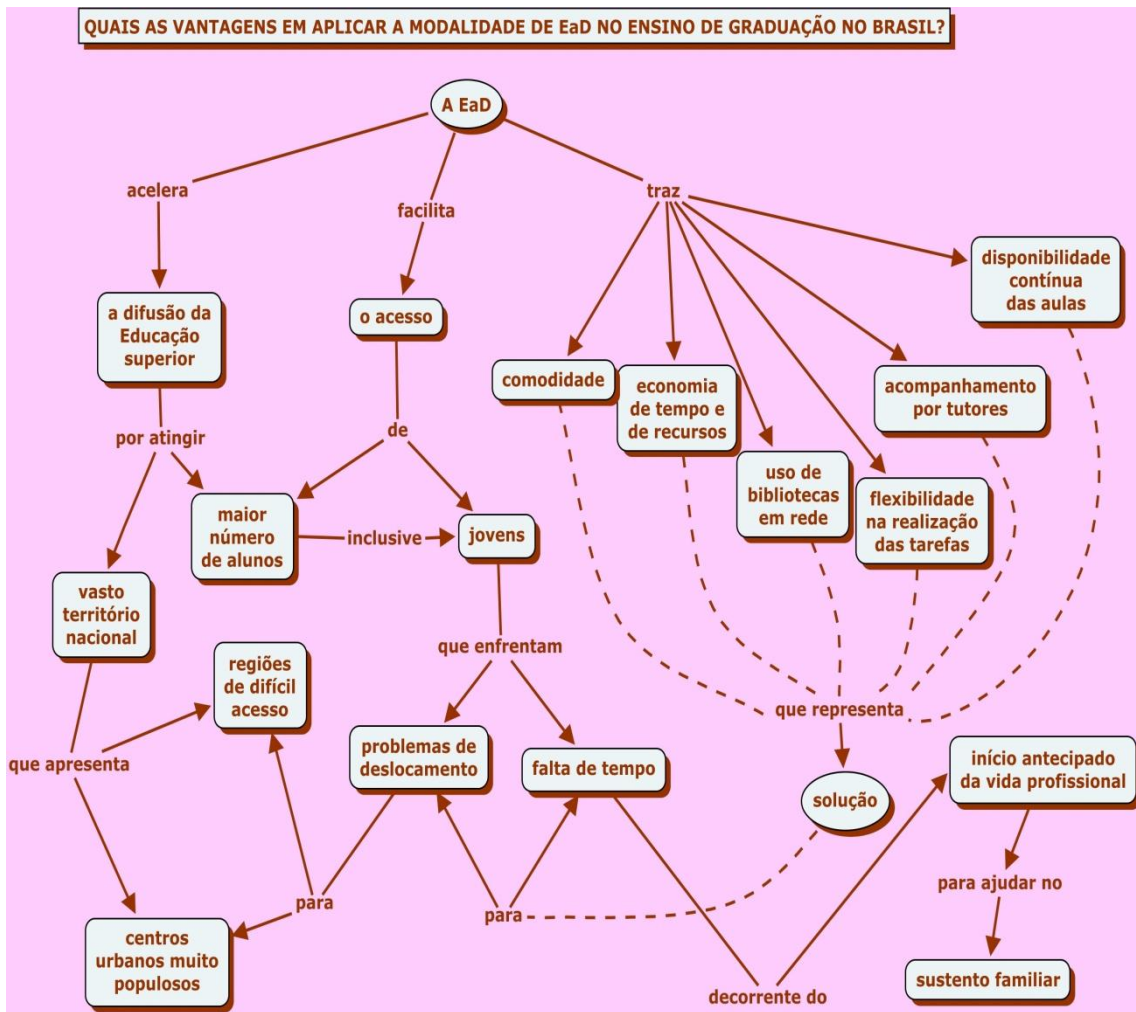 QUAIS AS VANTAGENS EM APLICAR A MODALIDADE DE EaD NO ENSINO DE GRADUAÇÃO NO BRASIL?
A EaD
acelera
facilita
traz
a difusão da
Educação
superior
o acesso
comodidade
economia
de tempo e
de recursos
uso de
bibliotecas
em rede
flexibilidade
na realização
das tarefas
acompanhamento
por tutores
disponibilidade
contínua
das aulas
por atingir
de
maior
número
de alunos
inclusive
jovens
vasto
território
nacional
que enfrentam
regiões
de difícil
acesso
que apresenta
problemas de
deslocamento
falta de tempo
que representa
solução
início antecipado
da vida profissional
para ajudar no
para
para
centros
urbanos muito
populosos
decorrente do
sustento familiar